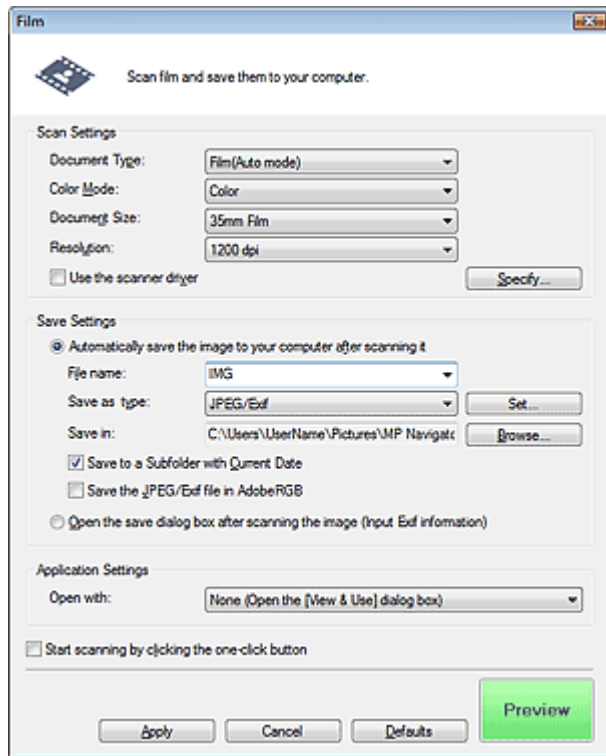 Film
Scan film and save them to your computer.
Scan Settings
Document Type: Film(Auto mode)
Color Mode: Color
Document Size: 35mm Film
Resolution: 1200 dpi
Use the scanner driver Specify...
Save Settings
Automatically save the image to your computer after scanning it
File name: IMG
Save as type: JPEG/Exif Set...
Save in: C:\Users\UserName\Pictures\MP Navigatc Browse...
Save to a Subfolder with Current Date
Save the JPEG/Exif file in AdobeRGB
Open the save dialog box after scanning the image (Input Exif information)
Application Settings
Open with: None (Open the [View & Use] dialog box)
Start scanning by clicking the one-click button
Preview
Apply Cancel Defaults